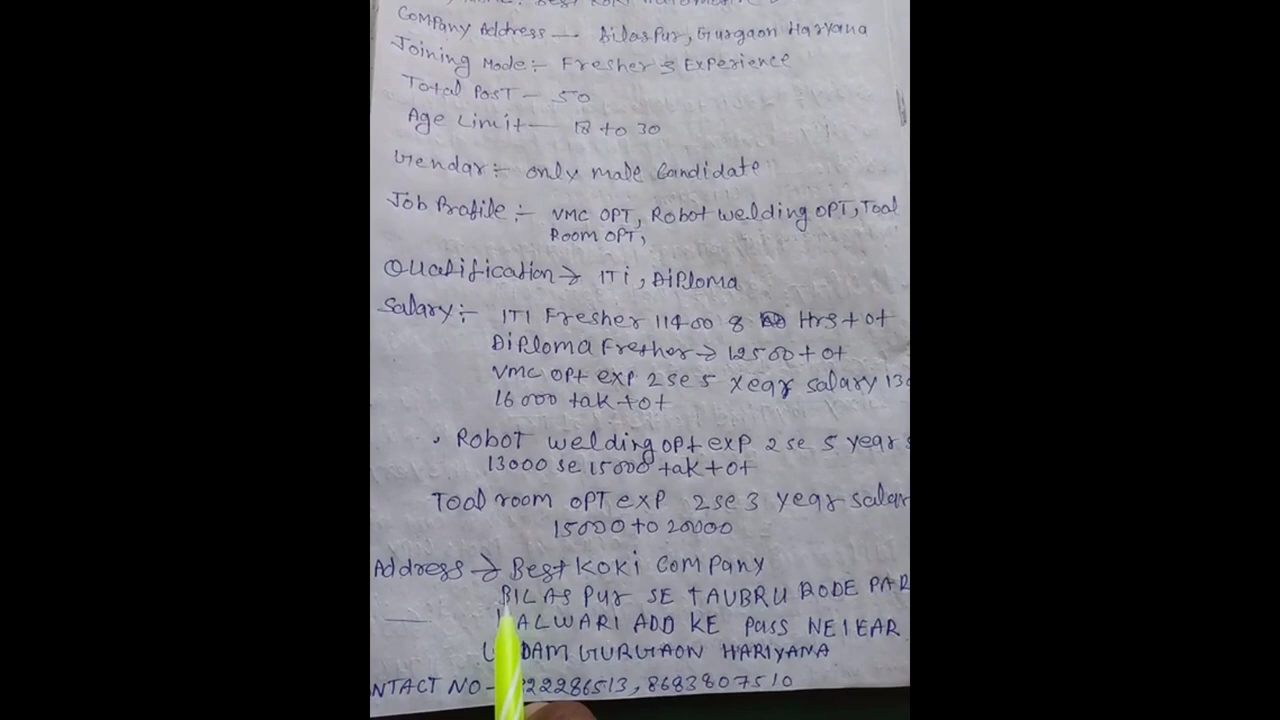 Best Koki
Company Address — Bilaspur, Gurgaon Haryana
Joining Mode:- Fresher & Experience
Total Post - 50
Age Limit — 18 to 30
Gendar:- only male Candidate
Job Profile:- VMC OPT, Robot welding OPT, Tool
Room OPT,
Qualification → ITi, Diploma
Salary:- ITI Fresher 11400 8 Hrs + ot
Diploma Fresher → 12500 + ot
VMC OPt exp 2 se 5 year salary
16000 tak + ot
• Robot welding opt exp 2 se 5 year
13000 se 15000 tak + ot
Tool room OPT exp 2 se 3 year salar
15000 to 20000
Address → Best Koki Company
BILASPUR SE TAUBRU RODE PAR
ALWARI ADD KE PASS NEIEAR
DAM GURGAON HARIYANA
NTACT NO - 22286513, 8683807510